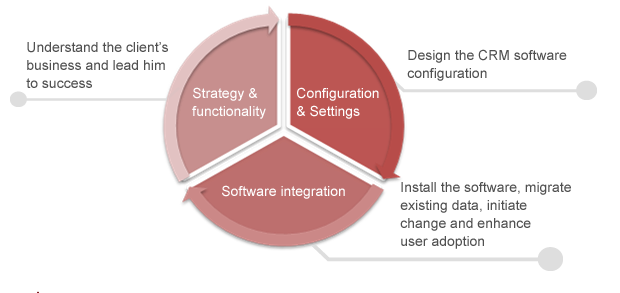 Understand the client's
business and lead him
to success
Strategy &
functionality
Configuration
& Settings
Design the CRM software
configuration
Software integration
Install the software, migrate
existing data, initiate
change and enhance
user adoption